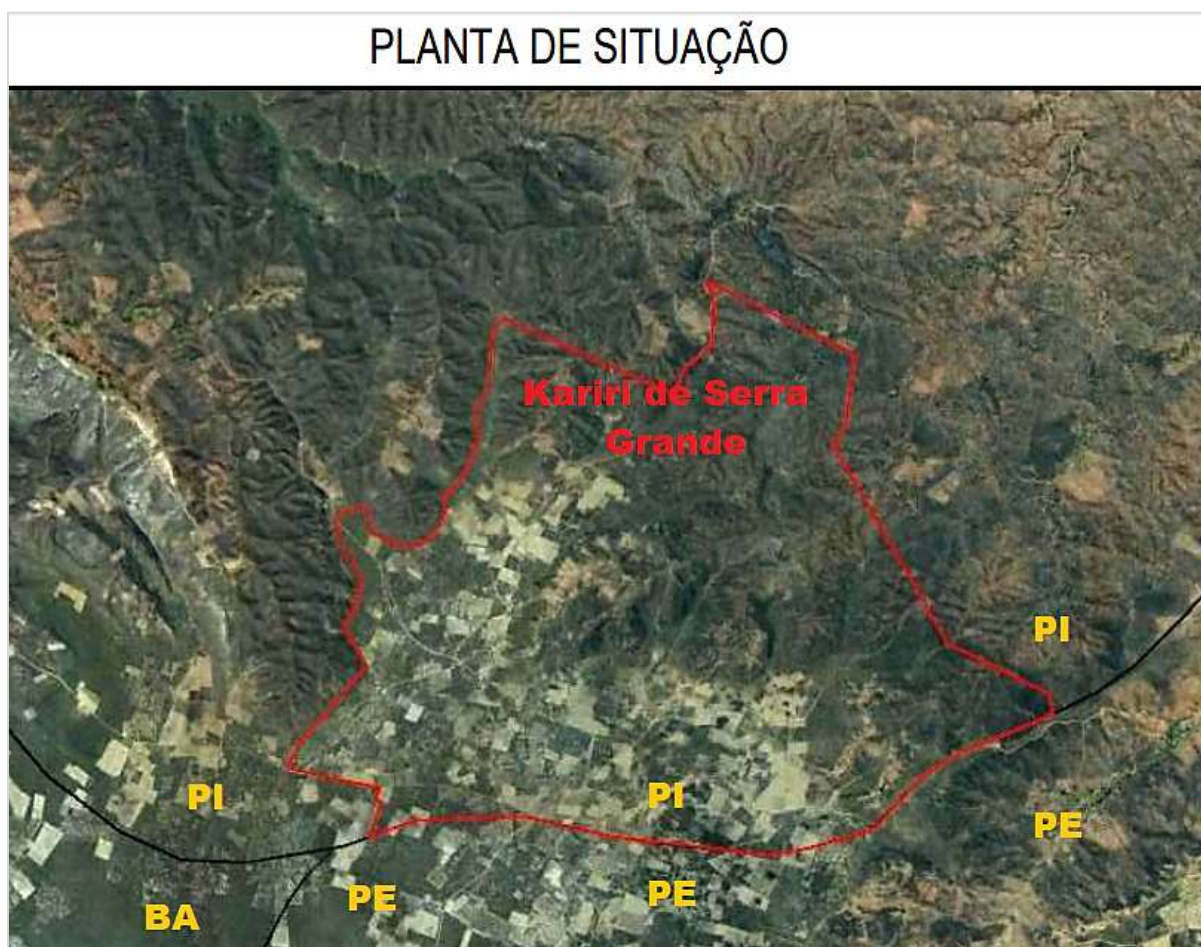 PLANTA DE SITUAÇÃO
Kariri de Serra
Grande
PI
PI
PI
PE
PE
PE
BA